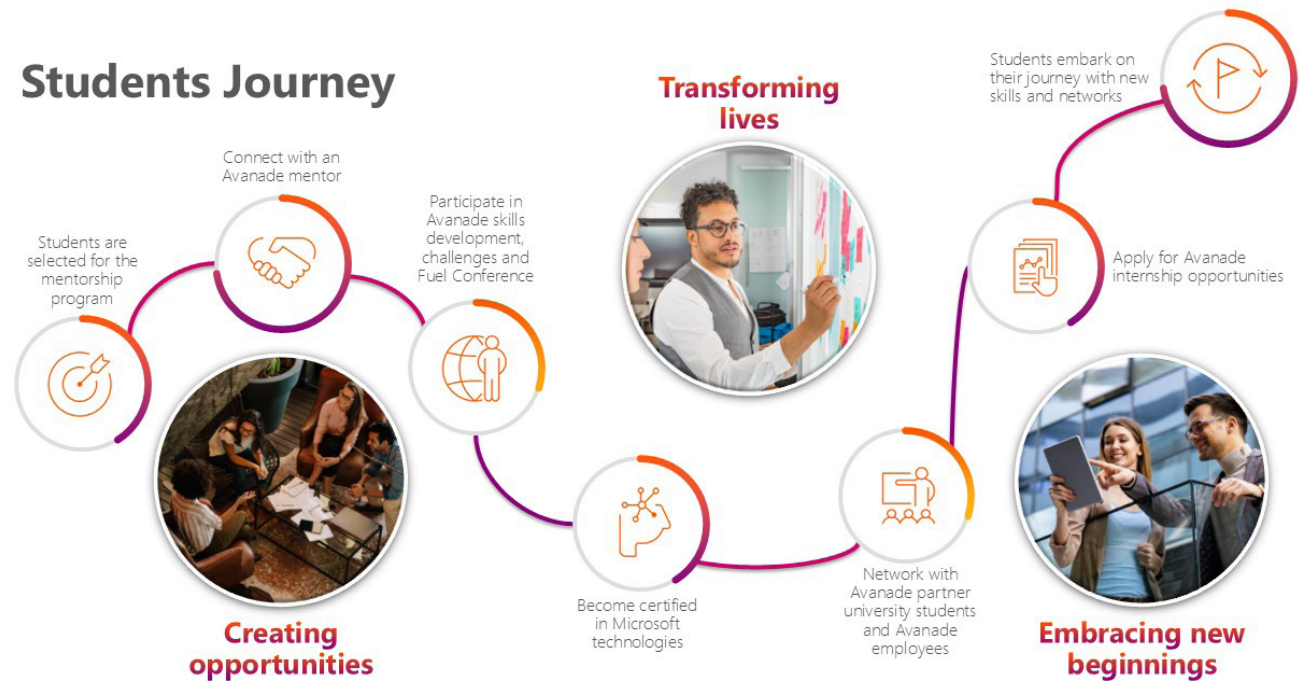 Students Journey
Students are
selected for the
mentorship
program
Connect with an
Avanade mentor
Participate in
Avanade skills
development,
challenges and
Fuel Conference
Creating
opportunities
Transforming
lives
Become certified
in Microsoft
technologies
Network with
Avanade partner
university students
and Avanade
employees
Apply for Avanade
internship opportunities
Students embark on
their journey with new
skills and networks
Embracing new
beginnings